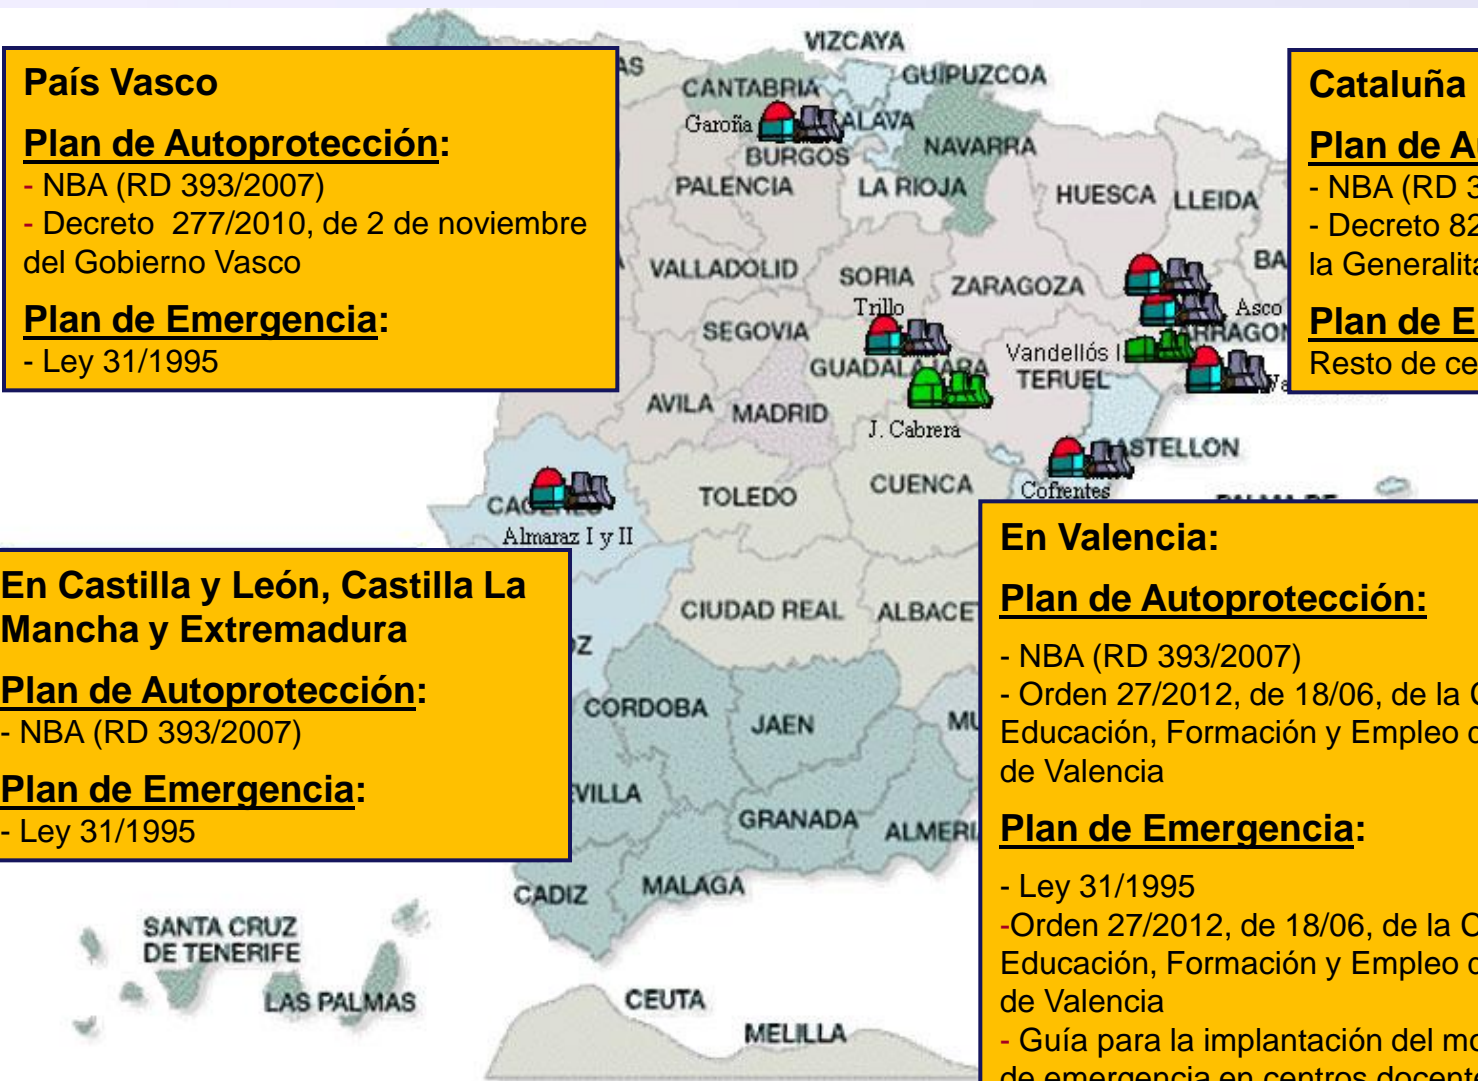 País Vasco
Plan de Autoprotección:
- NBA (RD 393/2007)
- Decreto  277/2010, de 2 de noviembre
del Gobierno Vasco
Plan de Emergencia:
- Ley 31/1995
Cataluña
Plan de
- NBA (RD
- Decreto
la
Plan de
Resto de
VIZCAYA
GUIPUZCOA
CANTABRIA
ALAVA
Garoña
BURGOS
NAVARRA
PALENCIA
LA RIOJA
HUESCA
LLEIDA
VALLADOLID
SORIA
ZARAGOZA
Trillo
Asco
SEGOVIA
GUADALAJARA
Vandellós I
TERUEL
AVILA
MADRID
J. Cabrera
CUENCA
TOLEDO
Cofrentes
Almaraz I y II
CIUDAD REAL
CORDOBA
JAEN
GRANADA
CADIZ
MALAGA
SANTA CRUZ
DE TENERIFE
LAS PALMAS
CEUTA
MELILLA
En Castilla y León, Castilla La
Mancha y Extremadura
Plan de Autoprotección:
- NBA (RD 393/2007)
Plan de Emergencia:
- Ley 31/1995
En Valencia:
Plan de Autoprotección:
- NBA (RD 393/2007)
- Orden 27/2012, de 18/06, de la
Educación, Formación y Empleo
de Valencia
Plan de Emergencia:
- Ley 31/1995
-Orden 27/2012, de 18/06, de la
Educación, Formación y Empleo
de Valencia
- Guía para la implantación del
de emergencia en centros